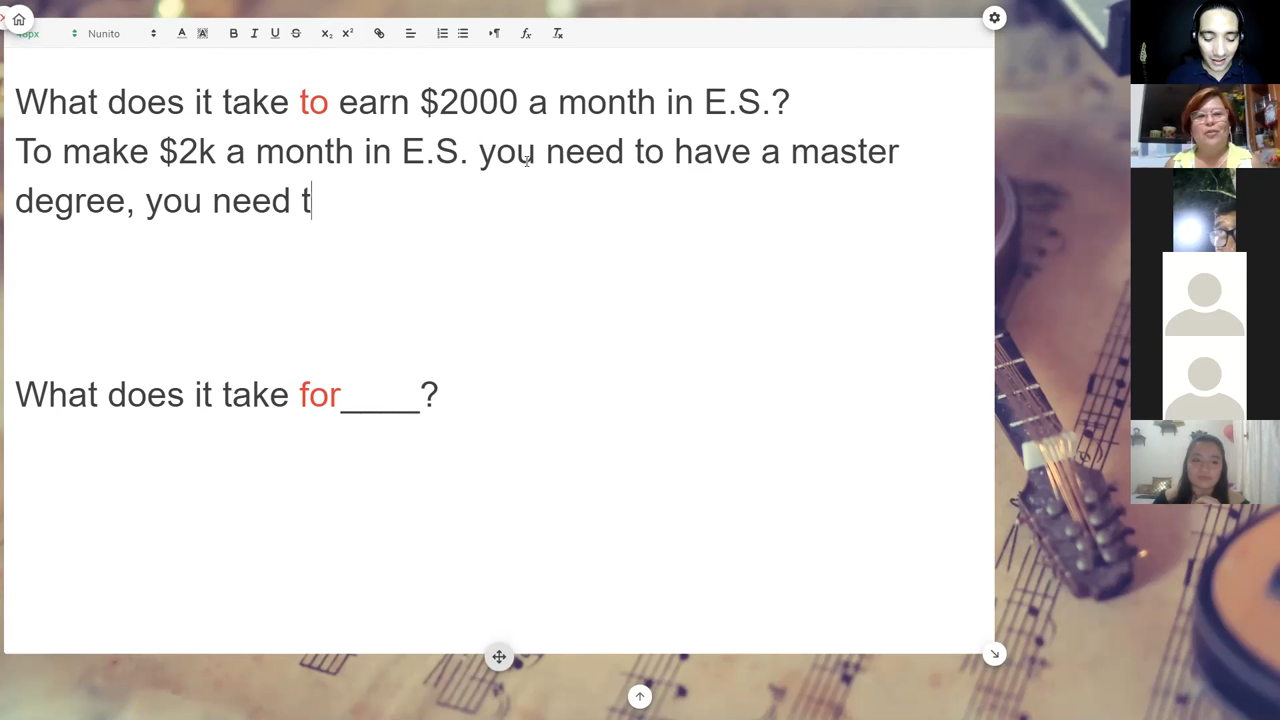 Nunito
What does it take to earn $2000 a month in E.S.?
To make $2k a month in E.S. you need to have a master
degree, you need t
What does it take for____?